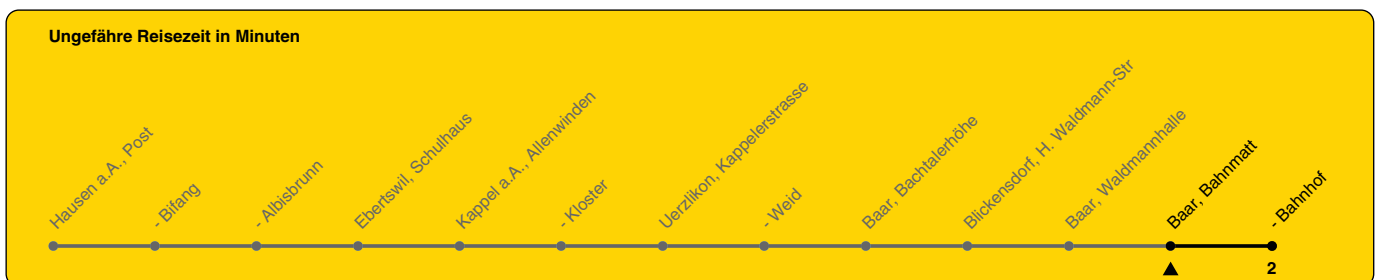 Ungefähre Reisezeit in Minuten
Hausen a.A., Post
- Bifang
- Albisbrunn
Ebertswil, Schulhaus
Kappel a.A., Allenwinden
- Kloster
Uerzlikon, Kappelerstrasse
- Weid
Baar, Bachtalerhöhe
Blickensdorf, H. Waldmann-Str
Baar, Waldmannhalle
Baar, Bahnmatt
- Bahnhof
2